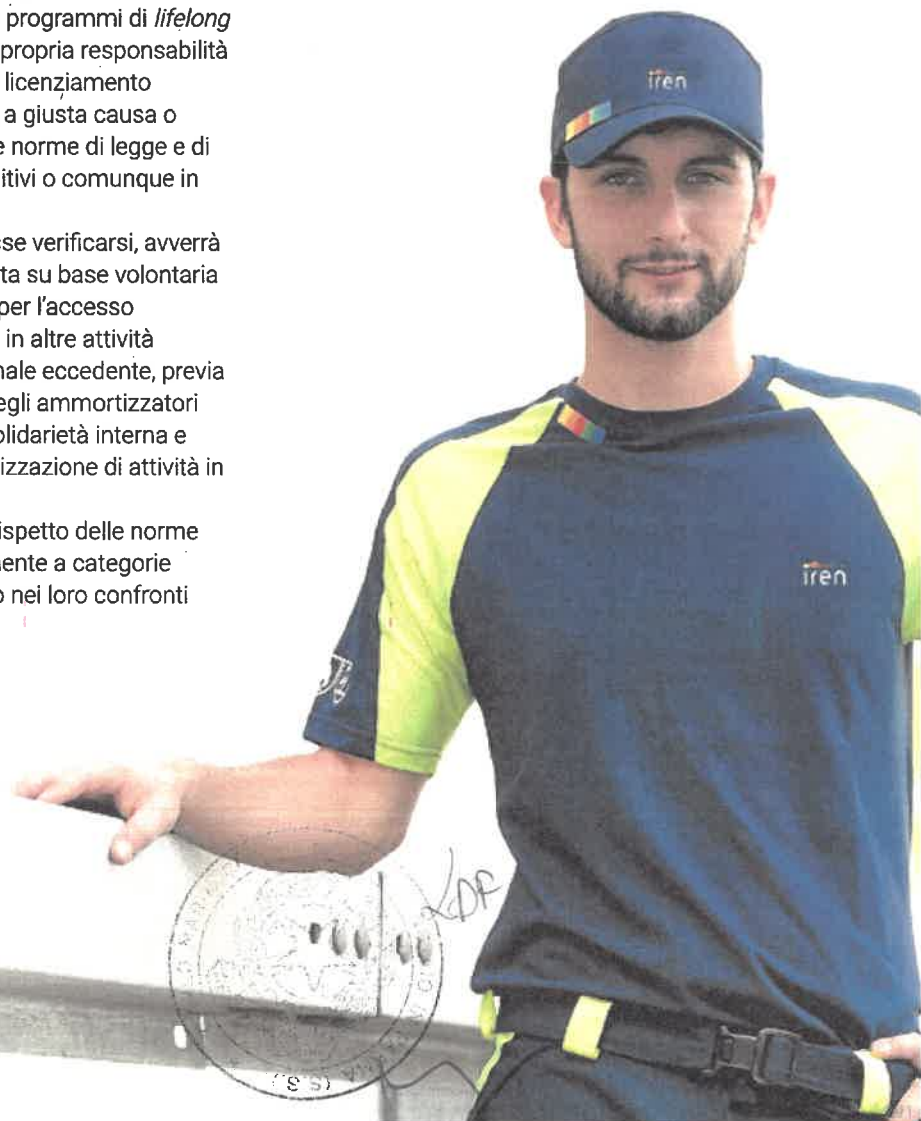 programmi di lifelong
propria responsabilità
licenziamento
a giusta causa o
e norme di legge e di
itivi o comunque in
sse verificarsi, avverrà
ta su base volontaria
per l'accesso
in altre attività
nale eccedente, previa
egli ammortizzatori
olidarietà interna e
izzazione di attività in
ispetto delle norme
nente a categorie
o nei loro confronti
iren
iren
(S.S.)